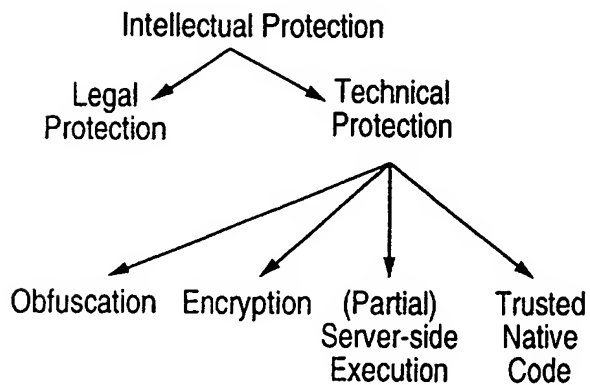 Intellectual Protection
Legal
Protection
Technical
Protection
Obfuscation
Encryption
(Partial)
Server-side
Execution
Trusted
Native
Code